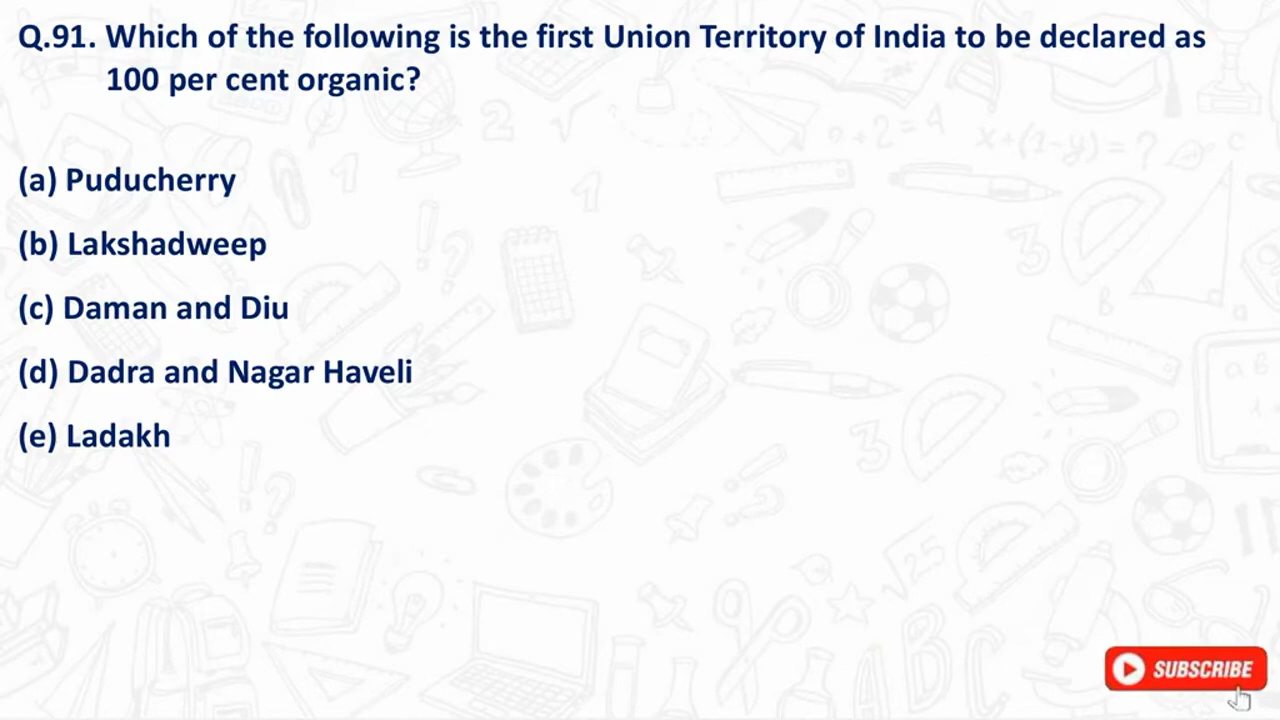 Q.91. Which of the following is the first Union Territory of India to be declared as
100 per cent organic?
(a) Puducherry
(b) Lakshadweep
(c) Daman and Diu
(d) Dadra and Nagar Haveli
(e) Ladakh
SUBSCRIBE